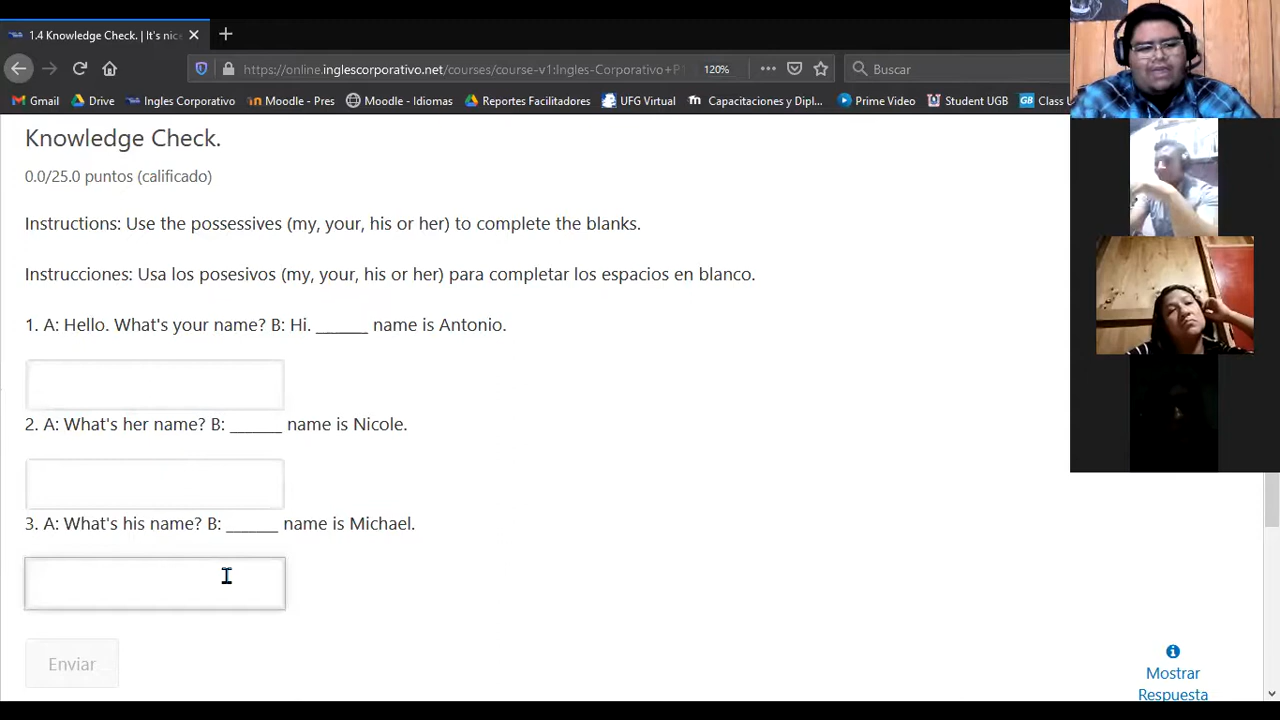 1.4 Knowledge Check. | It's nice
https://online.inglescorporativo.net/courses/course-v1:Ingles-Corporativo+P
120%
Buscar
Gmail
Drive
Ingles Corporativo
Moodle - Pres
Moodle - Idiomas
Reportes Facilitadores
UFG Virtual
Capacitaciones y Dipl...
Prime Video
Student UGB
Class
Knowledge Check.
0.0/25.0 puntos (calificado)
Instructions: Use the possessives (my, your, his or her) to complete the blanks.
Instrucciones: Usa los posesivos (my, your, his or her) para completar los espacios en blanco.
1. A: Hello. What's your name? B: Hi. ______ name is Antonio.
2. A: What's her name? B: ______ name is Nicole.
3. A: What's his name? B: ______ name is Michael.
Enviar
Mostrar
Respuesta